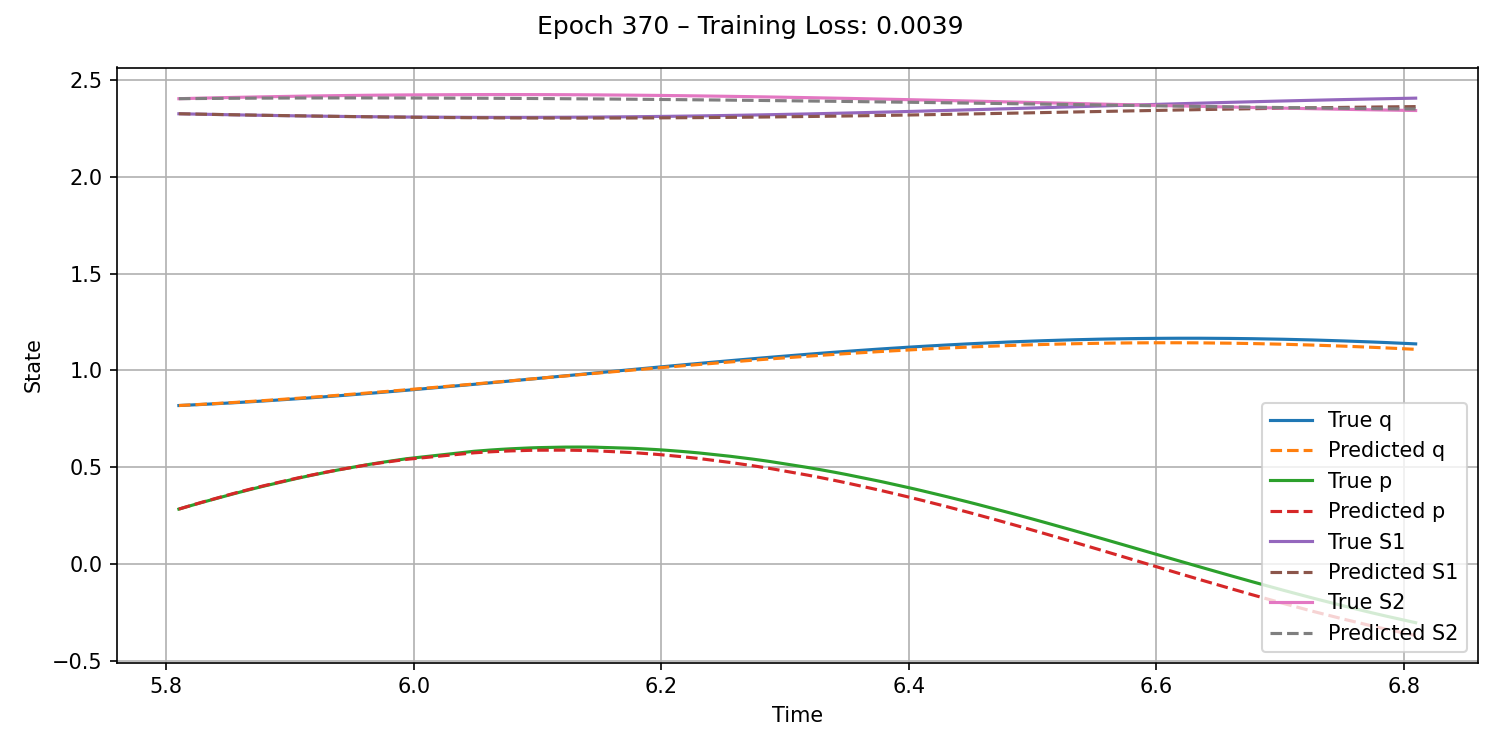 Epoch 370 – Training Loss: 0.0039
State
2.5
2.0
1.5
1.0
0.5
0.0
−0.5
True q
Predicted q
True p
Predicted p
True S1
Predicted S1
True S2
Predicted S2
5.8 6.0 6.2 6.4 6.6 6.8
Time